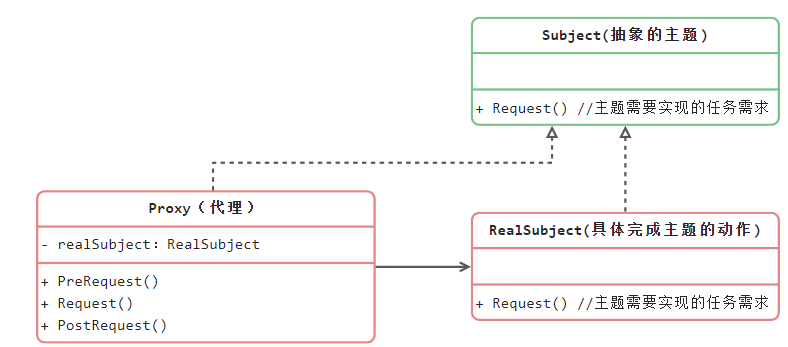 Subject(抽象的主题)
+ Request() //主题需要实现的任务需求
Proxy（代理）
- realSubject：RealSubject
+ PreRequest()
+ Request()
+ PostRequest()
RealSubject(具体完成主题的动作)
+ Request() //主题需要实现的任务需求